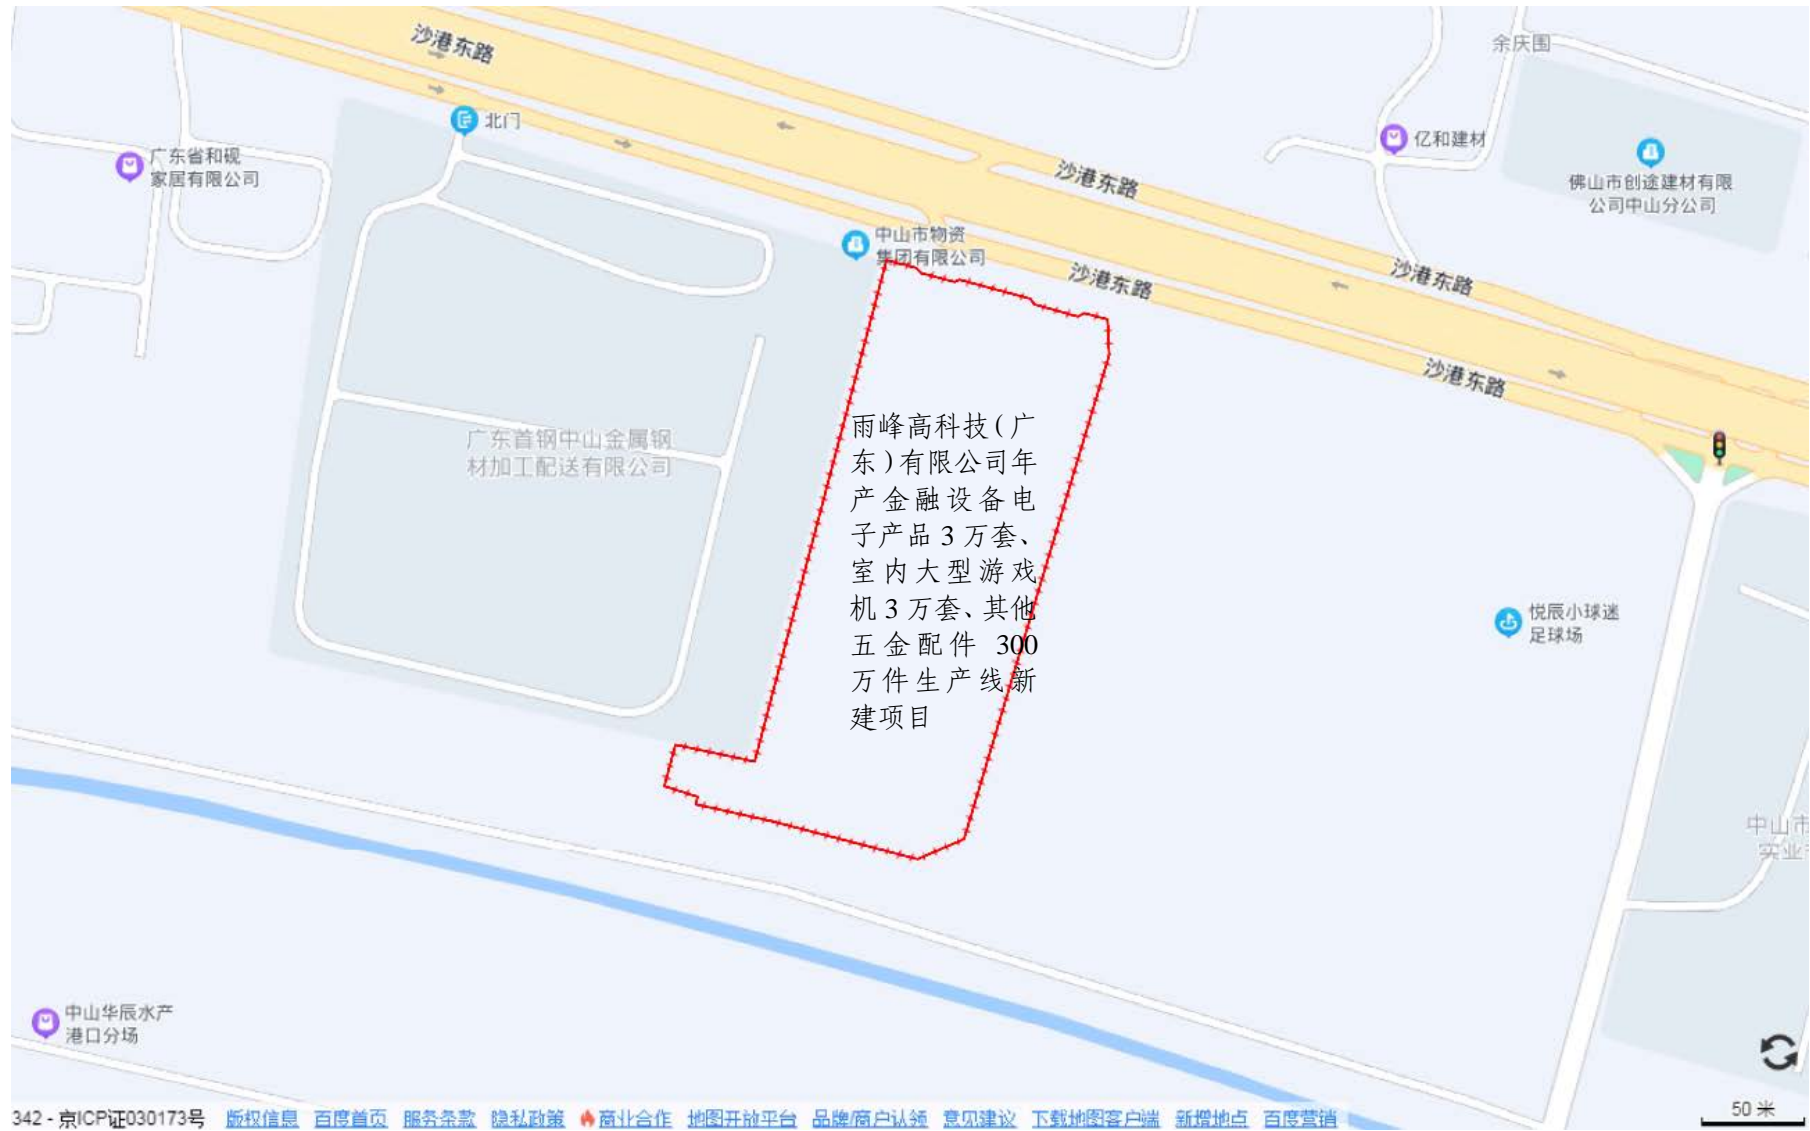 沙港东路
余庆围
北门
亿和建材
广东省和砚
家居有限公司
佛山市创途建材有限
公司中山分公司
沙港东路
中山市物资
集团有限公司
沙港东路
沙港东路
沙港东路
广东首钢中山金属钢
材加工配送有限公司
雨峰高科技(广
东)有限公司年
产金融设备电
子产品3万套、
室内大型游戏
机3万套、其他
五金配件 300
万件生产线新
建项目
悦辰小球迷
足球场
中山市
实业
中山华辰水产
港口分场
342 - 京ICP证030173号 版权信息 百度首页 服务条款 隐私政策 商业合作 地图开放平台 品牌/商户认领 意见建议 下载地图客户端 新增地点 百度营销
50 米